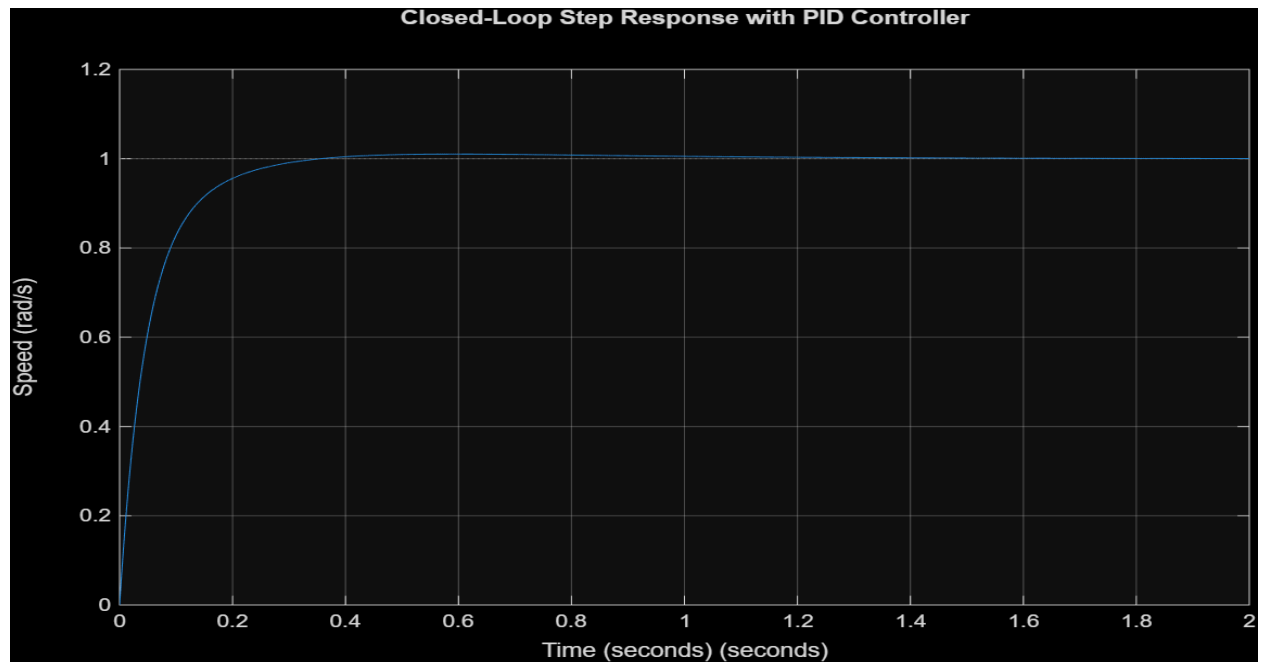 Closed-Loop Step Response with PID Controller
1.2
1
0.8
0.6
0.4
0.2
0
Speed (rad/s)
0 0.2 0.4 0.6 0.8 1 1.2 1.4 1.6 1.8 2
Time (seconds) (seconds)